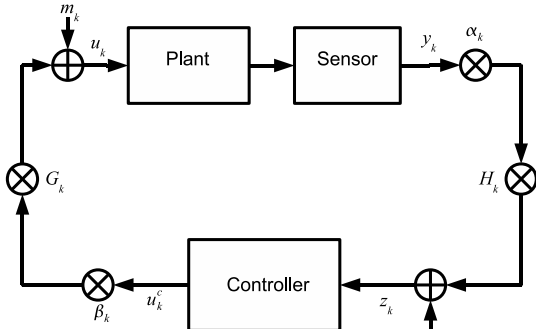 m_k
u_k
Plant
Sensor
y_k
α_k
G_k
H_k
Controller
β_k
u_k^c
z_k